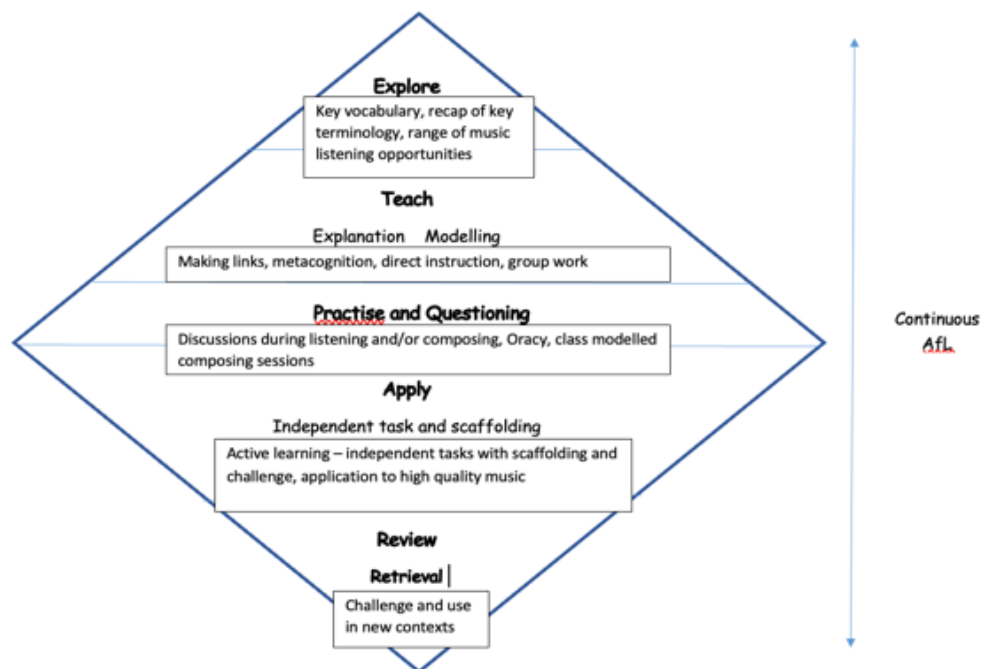 Explore
Key vocabulary, recap of key
terminology, range of music
listening opportunities
Teach
Explanation Modelling
Making links, metacognition, direct instruction, group work
Practise and Questioning
Discussions during listening and/or composing, Oracy, class modelled
composing sessions
Apply
Independent task and scaffolding
Active learning – independent tasks with scaffolding and
challenge, application to high quality music
Review
Retrieval
Challenge and use
in new contexts
Continuous
AfL